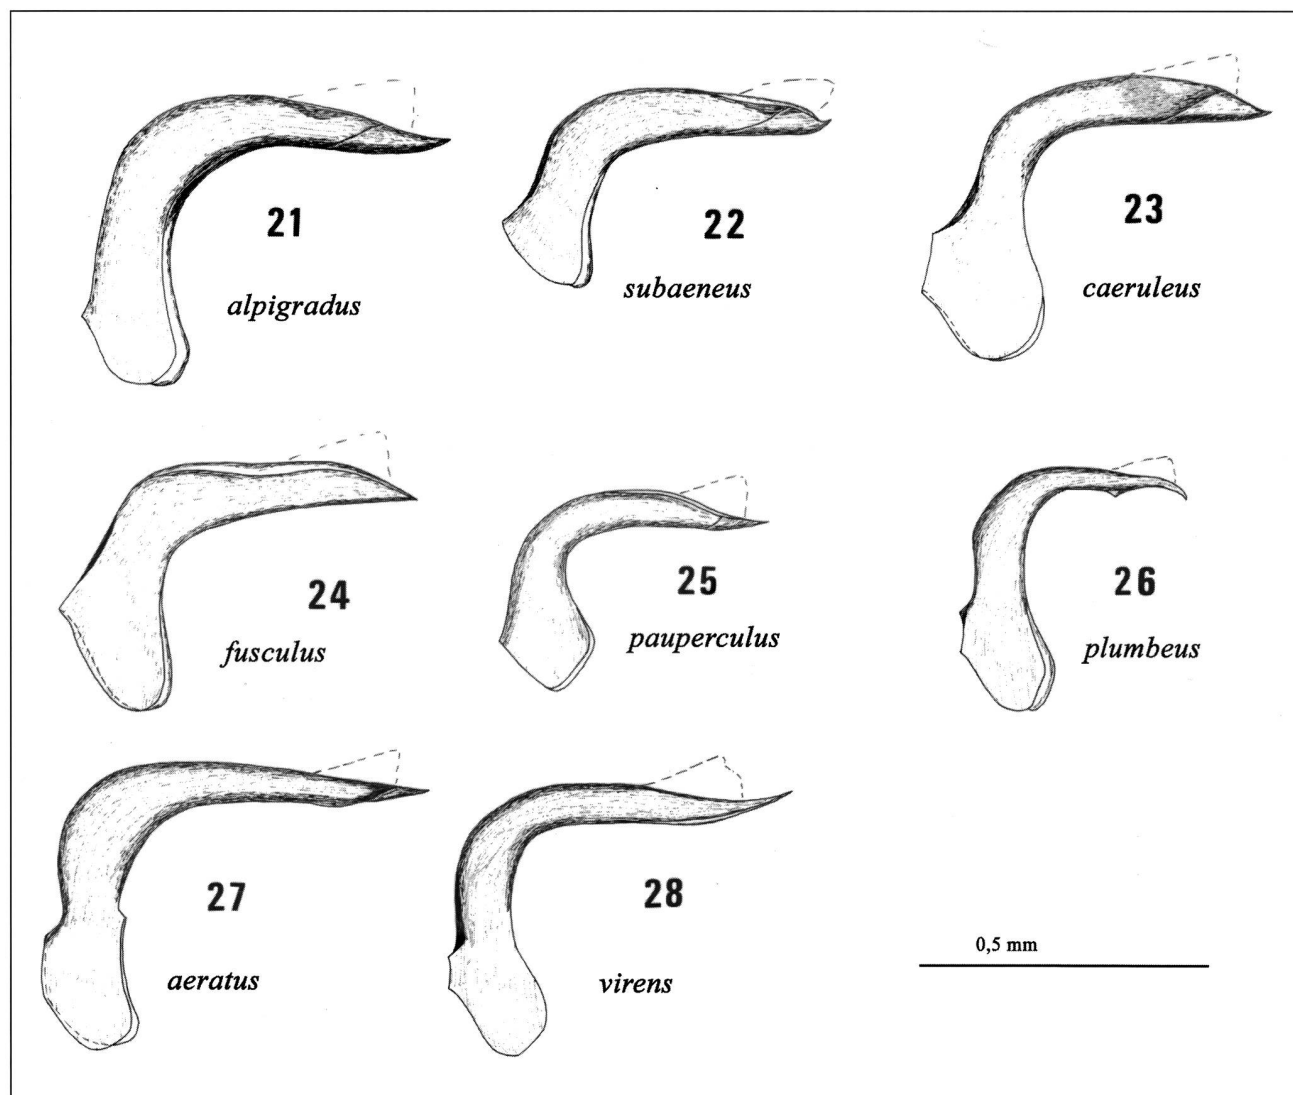 21
alpigradus
22
subaeneus
23
caeruleus
24
fusculus
25
pauperculus
26
plumbeus
27
aeratus
28
virens
0,5 mm